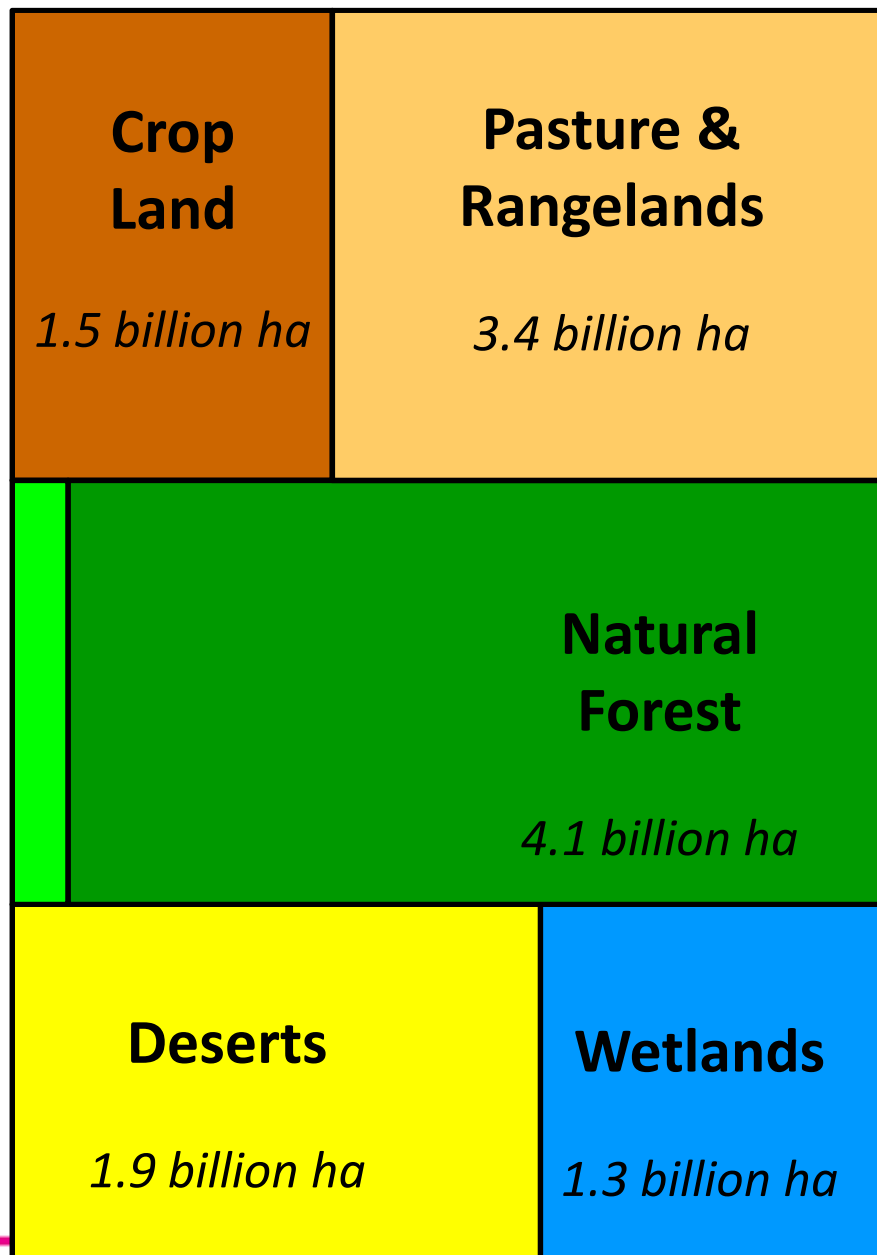 Crop
Land
1.5 billion ha
Pasture &
Rangelands
3.4 billion ha
Natural
Forest
4.1 billion ha
Deserts
1.9 billion ha
Wetlands
1.3 billion ha